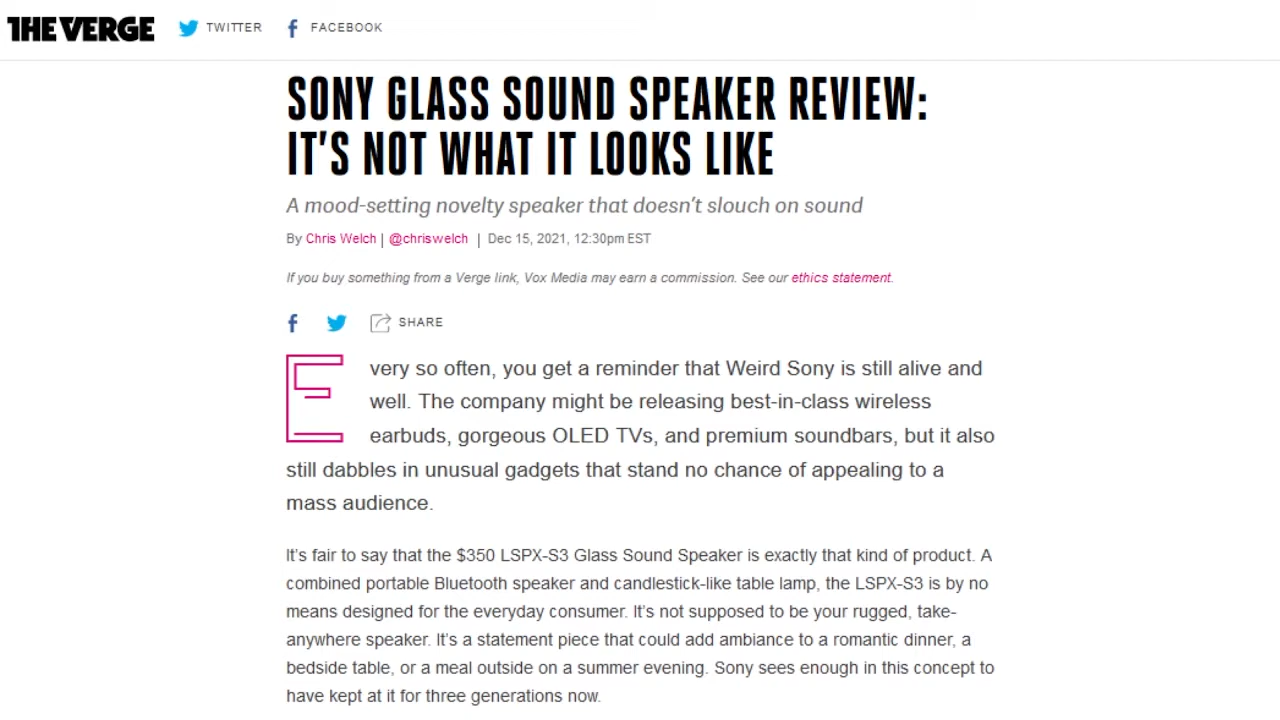 THE VERGE TWITTER FACEBOOK
SONY GLASS SOUND SPEAKER REVIEW:
IT'S NOT WHAT IT LOOKS LIKE
A mood-setting novelty speaker that doesn't slouch on sound
By Chris Welch | @chriswelch | Dec 15, 2021, 12:30pm EST
If you buy something from a Verge link, Vox Media may earn a commission. See our ethics statement.
SHARE
Every so often, you get a reminder that Weird Sony is still alive and
well. The company might be releasing best-in-class wireless
earbuds, gorgeous OLED TVs, and premium soundbars, but it also
still dabbles in unusual gadgets that stand no chance of appealing to a
mass audience.
It's fair to say that the $350 LSPX-S3 Glass Sound Speaker is exactly that kind of product. A
combined portable Bluetooth speaker and candlestick-like table lamp, the LSPX-S3 is by no
means designed for the everyday consumer. It's not supposed to be your rugged, take-
anywhere speaker. It's a statement piece that could add ambiance to a romantic dinner, a
bedside table, or a meal outside on a summer evening. Sony sees enough in this concept to
have kept at it for three generations now.